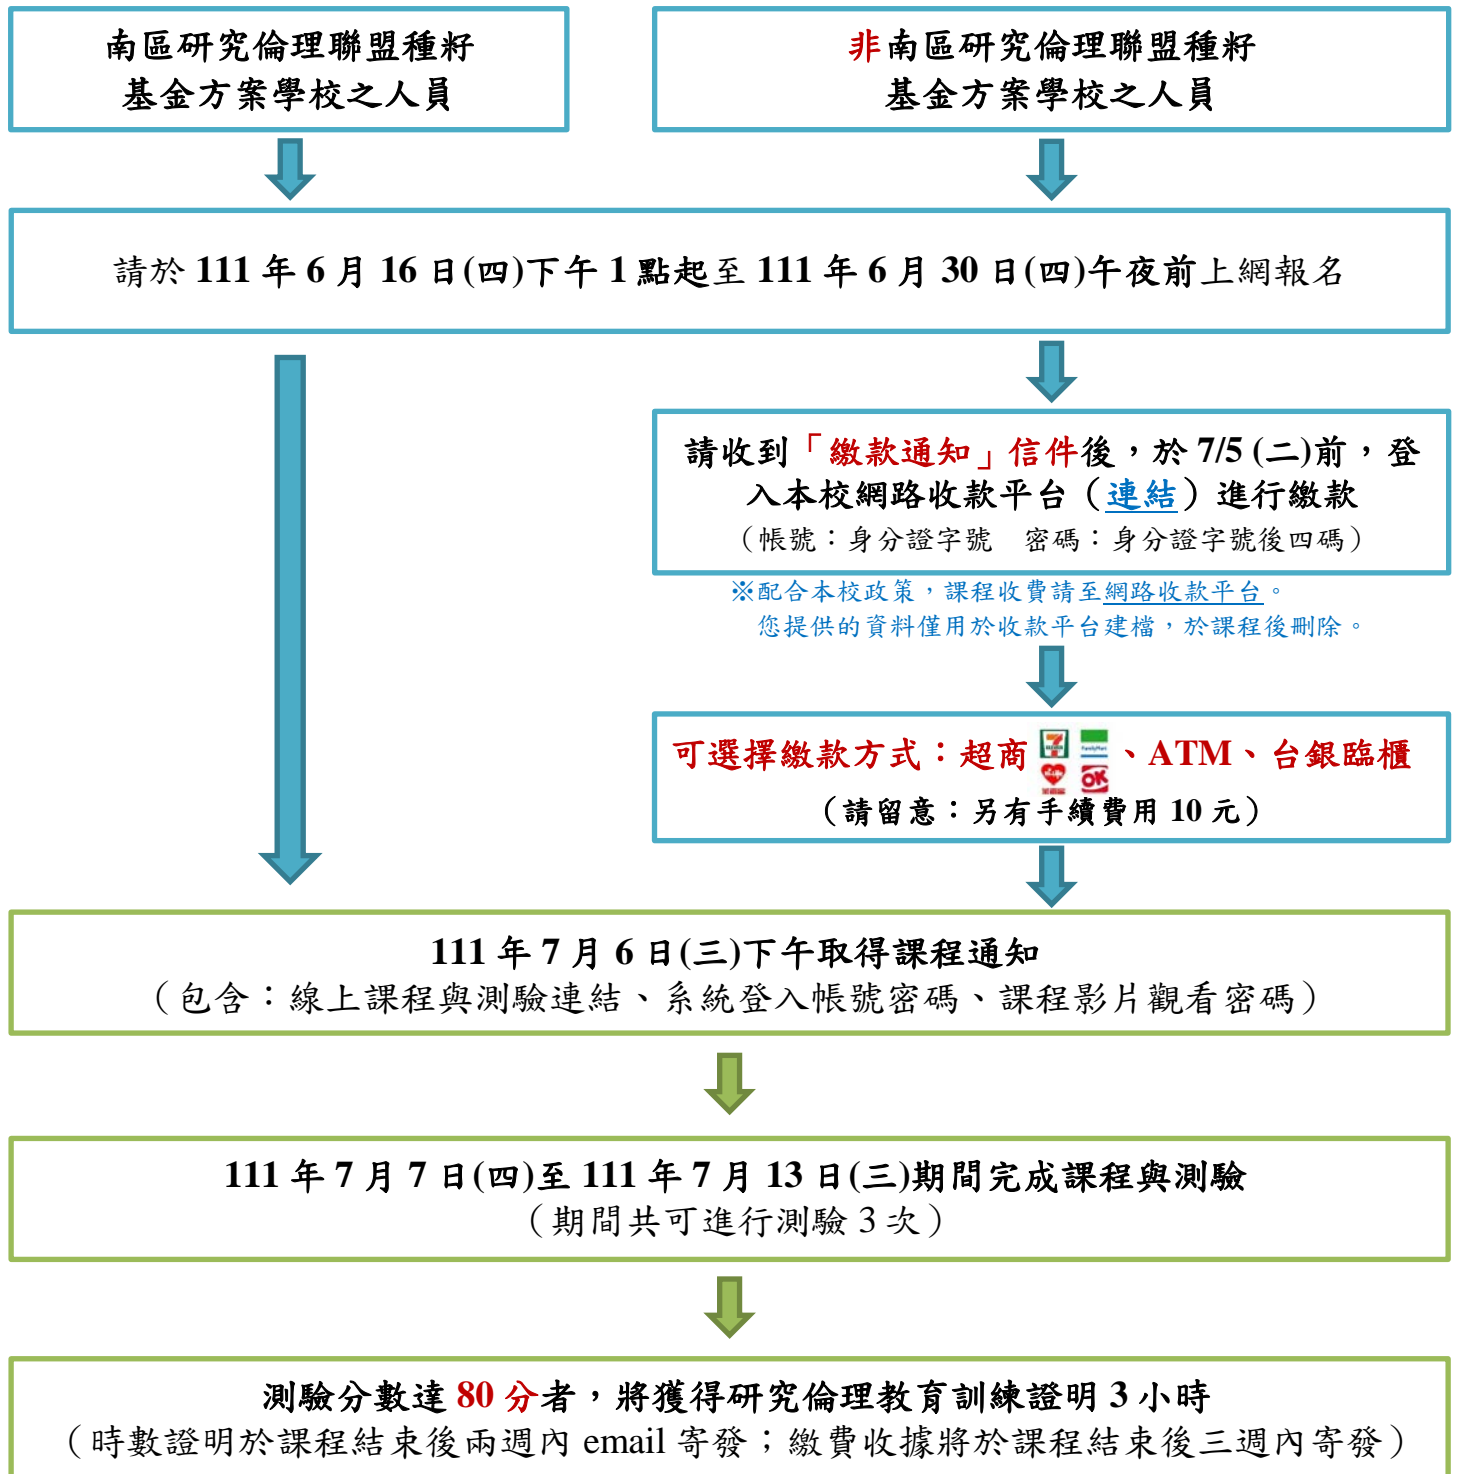 南區研究倫理聯盟種籽
基金方案學校之人員
非南區研究倫理聯盟種籽
基金方案學校之人員
請於 111 年 6 月 16 日(四)下午 1 點起至 111 年 6 月 30 日(四)午夜前上網報名
請收到「繳款通知」信件後，於 7/5 (二)前，登
入本校網路收款平台（連結）進行繳款
（帳號：身分證字號　密碼：身分證字號後四碼）
※配合本校政策，課程收費請至網路收款平台。
您提供的資料僅用於收款平台建檔，於課程後刪除。
可選擇繳款方式：超商、ATM、台銀臨櫃
（請留意：另有手續費用 10 元）
111 年 7 月 6 日(三)下午取得課程通知
（包含：線上課程與測驗連結、系統登入帳號密碼、課程影片觀看密碼）
111 年 7 月 7 日(四)至 111 年 7 月 13 日(三)期間完成課程與測驗
（期間共可進行測驗 3 次）
測驗分數達 80 分者，將獲得研究倫理教育訓練證明 3 小時
（時數證明於課程結束後兩週內 email 寄發；繳費收據將於課程結束後三週內寄發）